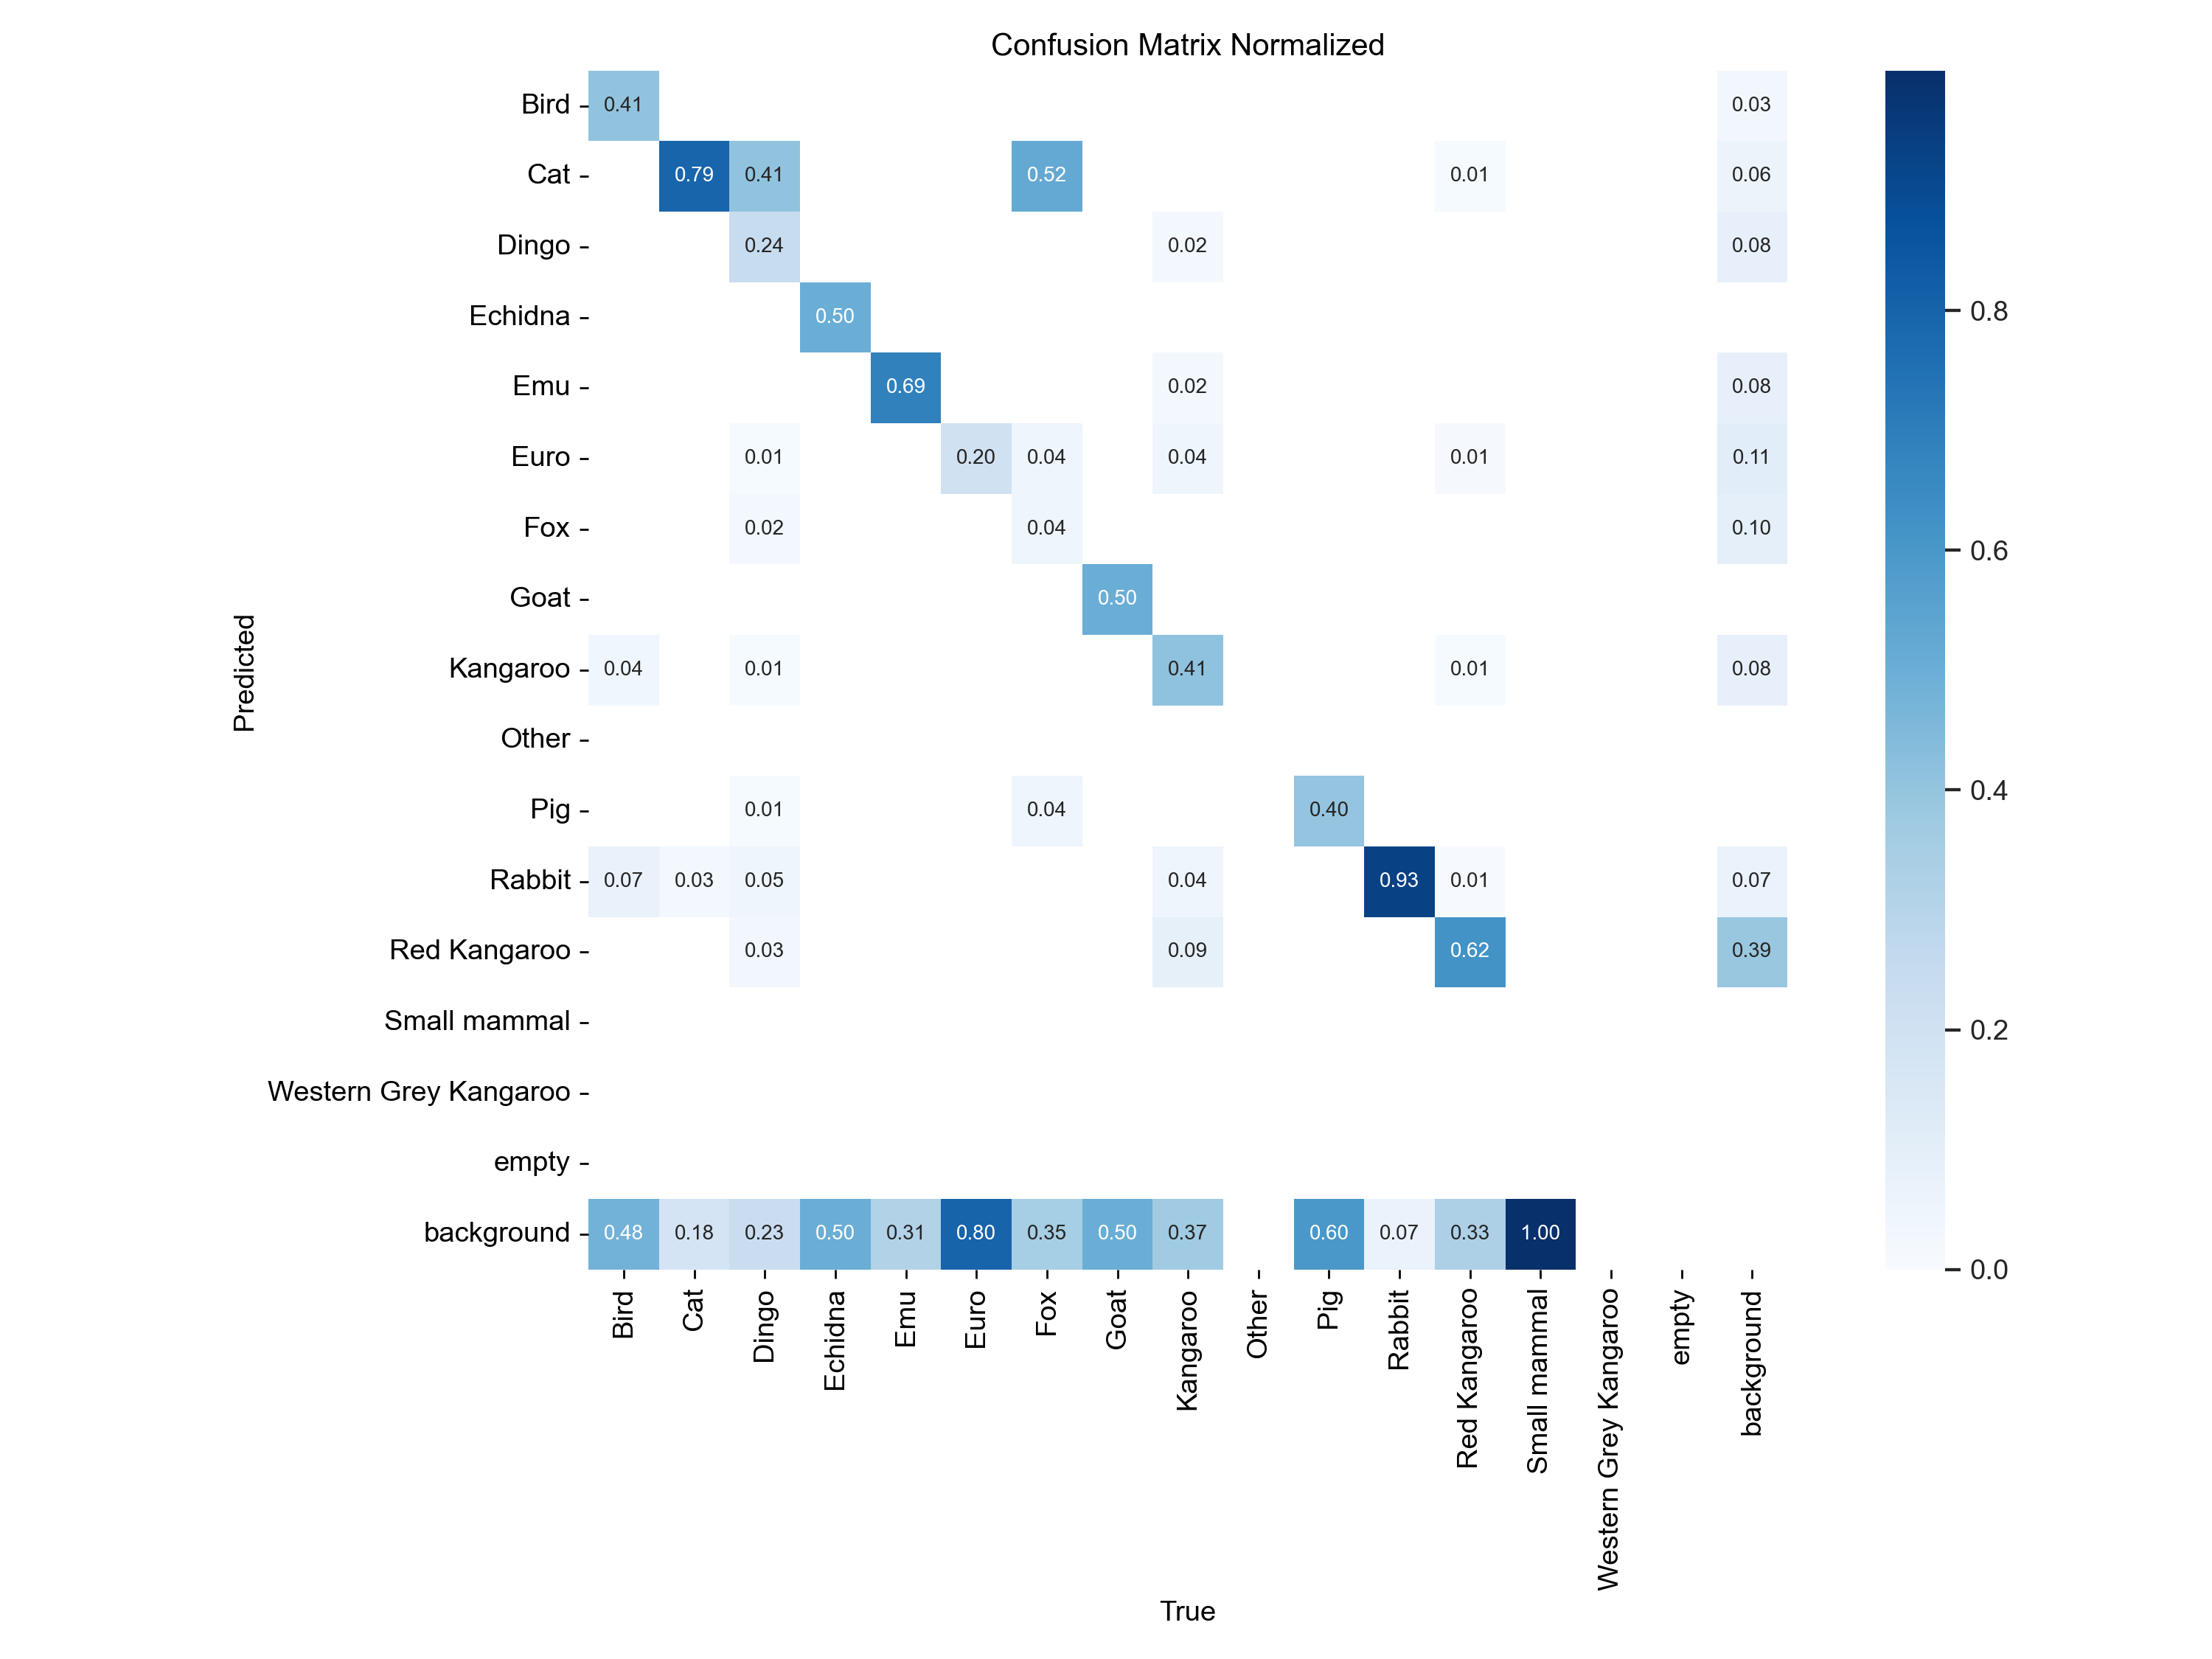 Confusion Matrix Normalized
Bird 0.41 0.03
Cat 0.79 0.41 0.52 0.01 0.06
Dingo 0.24 0.02 0.08
Echidna 0.50
Emu 0.69 0.02 0.08
Euro 0.01 0.20 0.04 0.04 0.01 0.11
Fox 0.02 0.04 0.10
Goat 0.50
Kangaroo 0.04 0.01 0.41 0.01 0.08
Other
Pig 0.01 0.04 0.40
Rabbit 0.07 0.03 0.05 0.04 0.93 0.01 0.07
Red Kangaroo 0.03 0.09 0.62 0.39
Small mammal
Western Grey Kangaroo
empty
background 0.48 0.18 0.23 0.50 0.31 0.80 0.35 0.50 0.37 0.60 0.07 0.33 1.00
Predicted
Bird
Cat
Dingo
Echidna
Emu
Euro
Fox
Goat
Kangaroo
Other
Pig
Rabbit
Red Kangaroo
Small mammal
Western Grey Kangaroo
empty
background
True
0.8
0.6
0.4
0.2
0.0